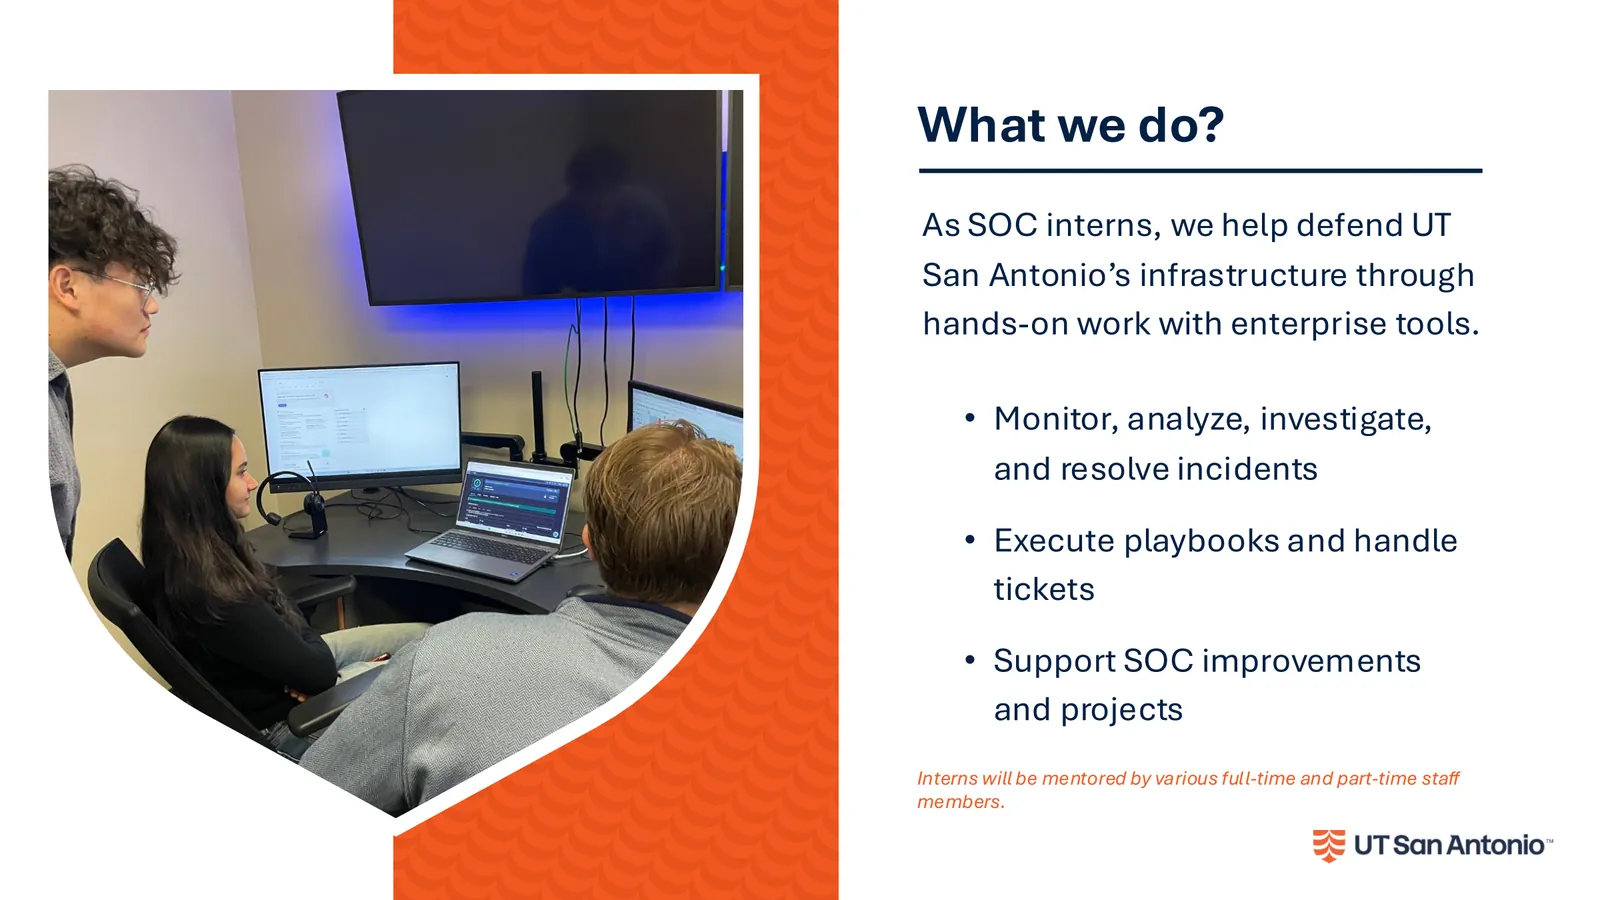 What we do?
As SOC interns, we help defend UT
San Antonio’s infrastructure through
hands-on work with enterprise tools.
• Monitor, analyze, investigate,
and resolve incidents
• Execute playbooks and handle
tickets
• Support SOC improvements
and projects
Interns will be mentored by various full-time and part-time staff
members.
UT San Antonio™